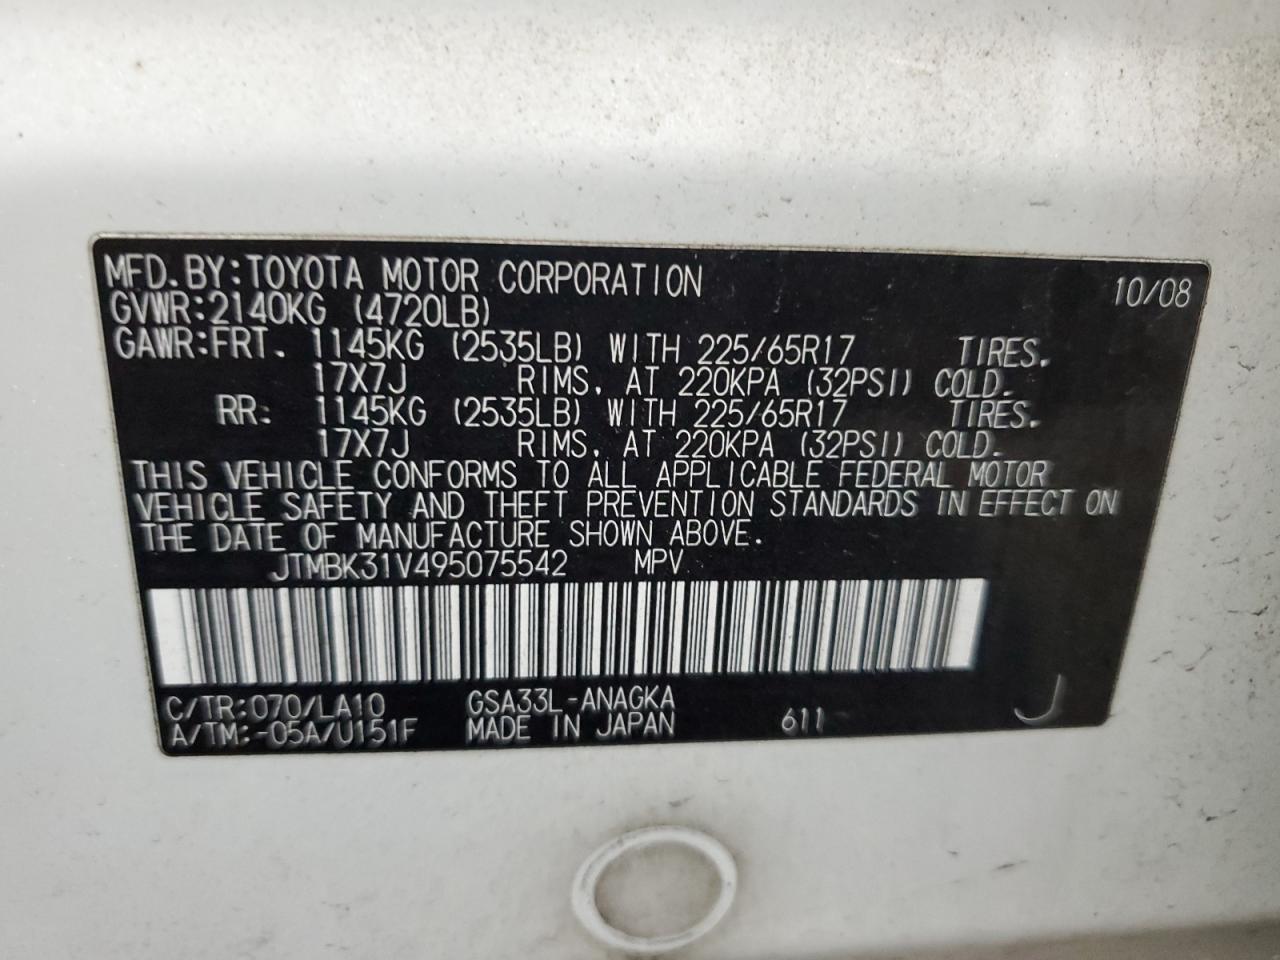 MFD.BY:TOYOTA MOTOR CORPORATION 10/08
GVWR:2140KG (4720LB)
GAWR:FRT. 1145KG (2535LB) WITH 225/65R17 TIRES.
17X7J RIMS, AT 220KPA (32PSI) COLD.
RR: 1145KG (2535LB) WITH 225/65R17 TIRES.
17X7J RIMS, AT 220KPA (32PSI) COLD.
THIS VEHICLE CONFORMS TO ALL APPLICABLE FEDERAL MOTOR
VEHICLE SAFETY AND THEFT PREVENTION STANDARDS IN EFFECT ON
THE DATE OF MANUFACTURE SHOWN ABOVE.
JTMBK31V495075542 MPV
C/TR:070/LA10 GSA33L-ANAGKA
A/TM:-05A/U151F MADE IN JAPAN 611 J